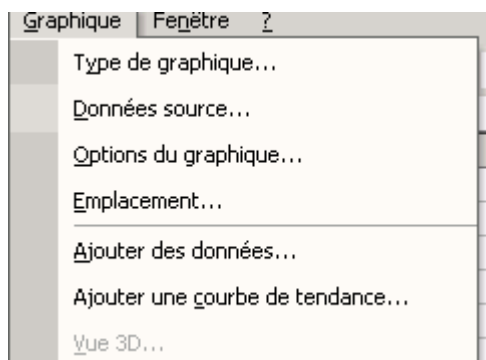 Graphique Fenêtre ?
Type de graphique...
Données source...
Options du graphique...
Emplacement...
Ajouter des données...
Ajouter une courbe de tendance...
Vue 3D...